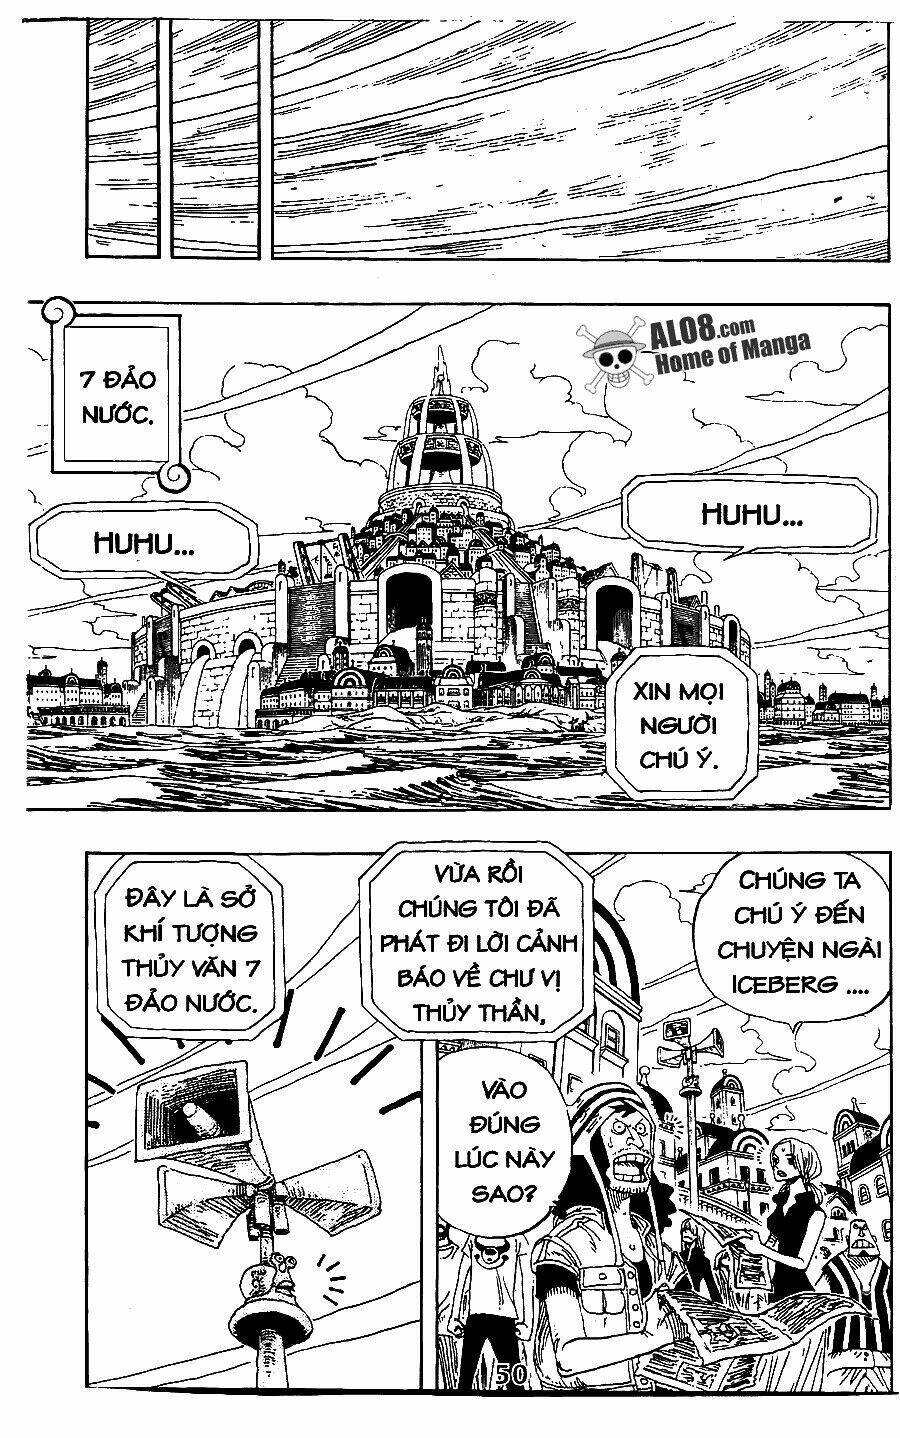 AL08.com
Home of Manga
7 ĐẢO
NƯỚC.
HUHU...
HUHU...
XIN MỌI
NGƯỜI
CHÚ Ý.
ĐÂY LÀ SỞ
KHÍ TƯỢNG
THỦY VĂN 7
ĐẢO NƯỚC.
VỪA RỒI
CHÚNG TÔI ĐÃ
PHÁT ĐI LỜI CẢNH
BÁO VỀ CHƯ VỊ
THỦY THẦN,
CHÚNG TA
CHÚ Ý ĐẾN
CHUYỆN NGÀI
ICEBERG ....
VÀO
ĐÚNG
LÚC NÀY
SAO?
50